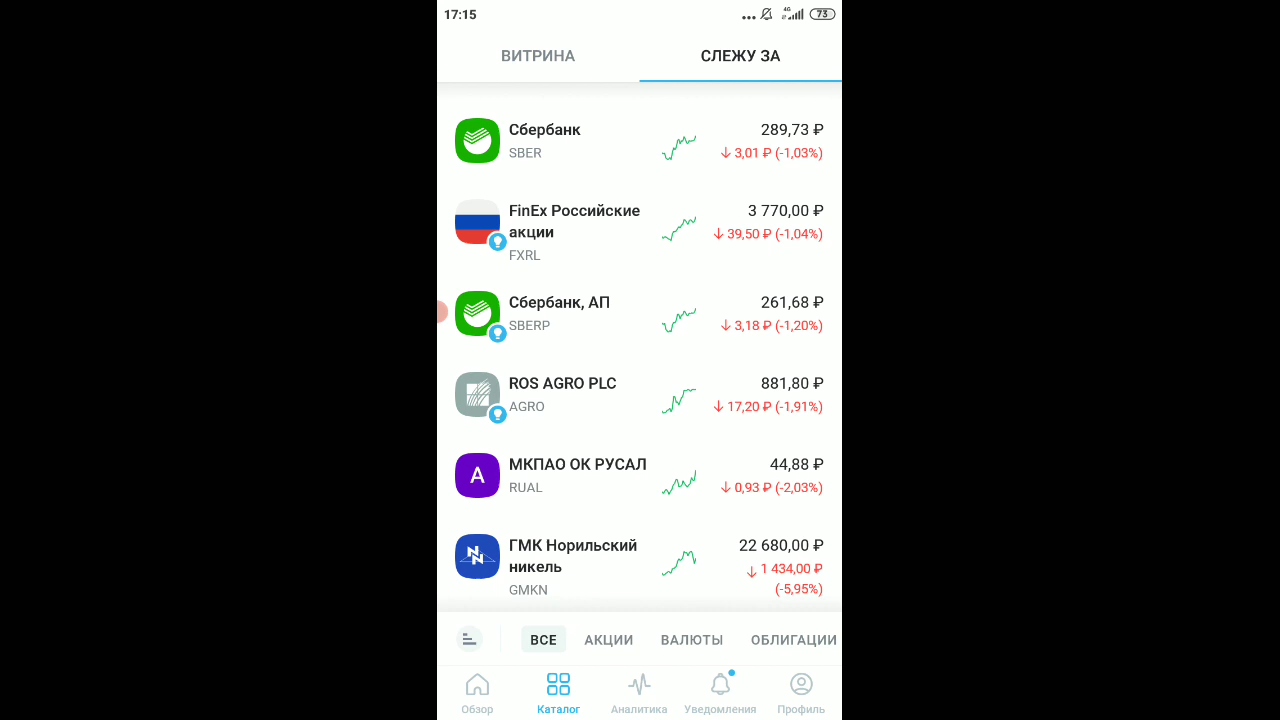 17:15
4G
73
ВИТРИНА
СЛЕЖУ ЗА
Сбербанк
289,73 ₽
SBER
↓ 3,01 ₽ (-1,03%)
FinEx Российские
акции
3 770,00 ₽
↓ 39,50 ₽ (-1,04%)
FXRL
Сбербанк, АП
261,68 ₽
SBERP
↓ 3,18 ₽ (-1,20%)
ROS AGRO PLC
881,80 ₽
AGRO
↓ 17,20 ₽ (-1,91%)
A
МКПАО ОК РУСАЛ
44,88 ₽
RUAL
↓ 0,93 ₽ (-2,03%)
ГМК Норильский
никель
22 680,00 ₽
↓ 1 434,00 ₽
(-5,95%)
GMKN
ВСЕ
АКЦИИ
ВАЛЮТЫ
ОБЛИГАЦИИ
Обзор
Каталог
Аналитика
Уведомления
Профиль